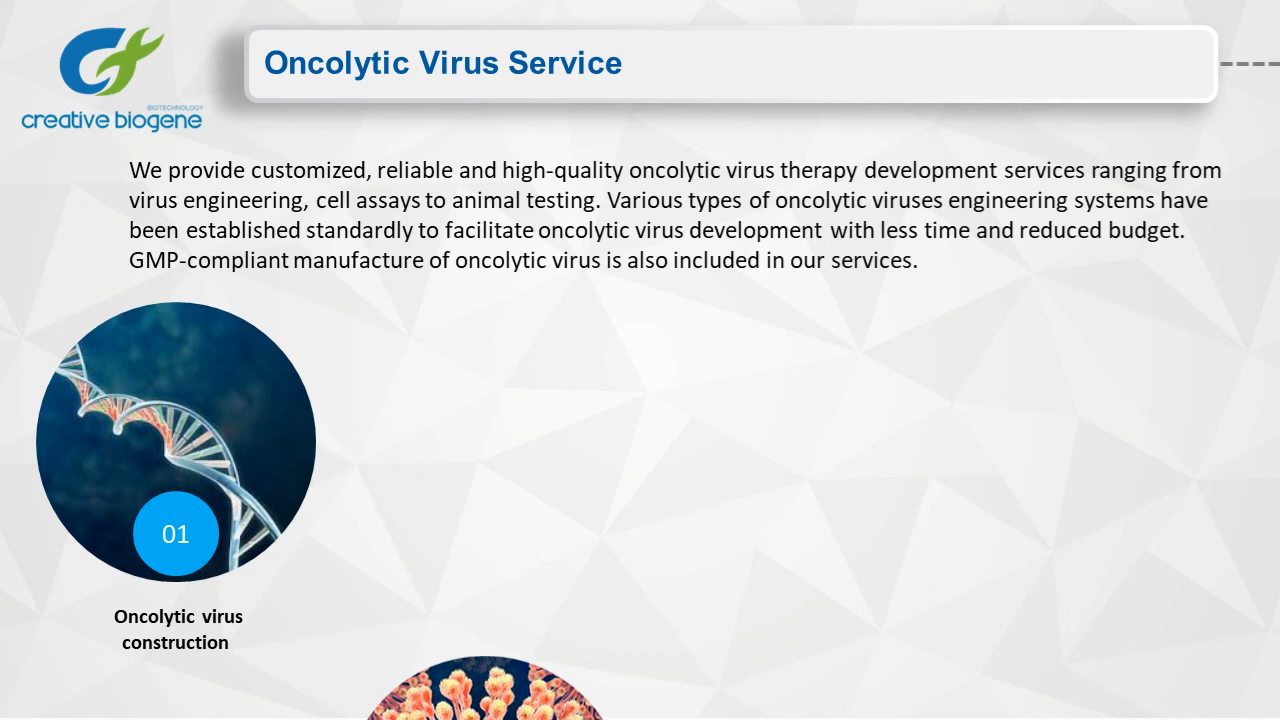 Oncolytic Virus Service
BIOTECHNOLOGY
creative biogene
We provide customized, reliable and high-quality oncolytic virus therapy development services ranging from
virus engineering, cell assays to animal testing. Various types of oncolytic viruses engineering systems have
been established standardly to facilitate oncolytic virus development with less time and reduced budget.
GMP-compliant manufacture of oncolytic virus is also included in our services.
01
Oncolytic virus
construction